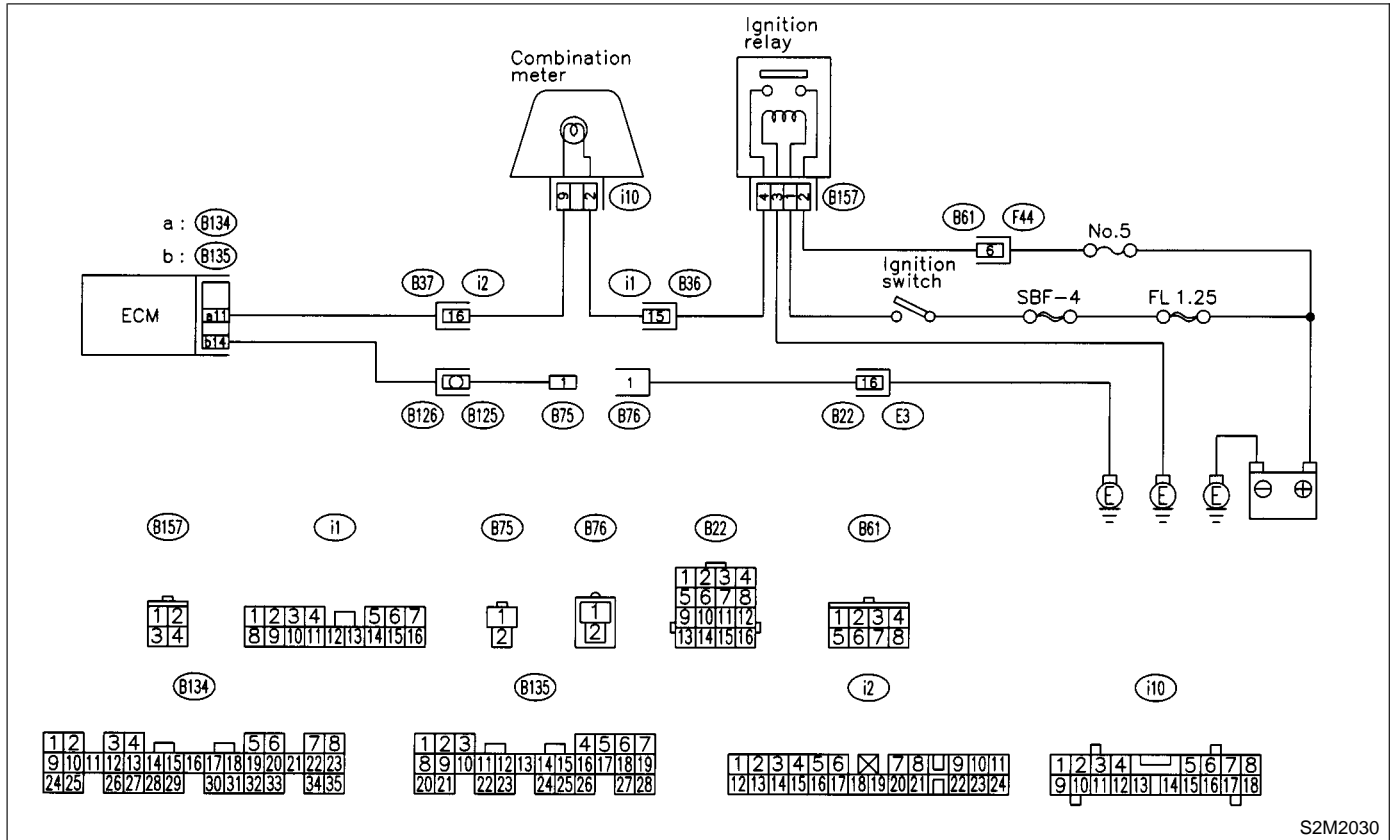 Ignition
relay
Combination
meter
9 2
i10
4 3 1 2
B157
a : B134
b : B135
B61 F44
No.5
6
Ignition
switch
SBF-4
FL 1.25
B37 i2
i1 B36
ECM
a11
16
15
b14
1
1
16
B126 B125 B75 B76 B22 E3
E E E
⊖ ⊕
B157 i1 B75 B76 B22 B61
1 2
3 4
1 2 3 4 5 6 7
8 9 10 11 12 13 14 15 16
1
2
1
2
1 2 3 4
5 6 7 8
9 10 11 12
13 14 15 16
1 2 3 4
5 6 7 8
B134 B135 i2 i10
1 2 3 4 5 6 7 8
9 10 11 12 13 14 15 16 17 18 19 20 21 22 23
24 25 26 27 28 29 30 31 32 33 34 35
1 2 3 4 5 6 7
8 9 10 11 12 13 14 15 16 17 18 19
20 21 22 23 24 25 26 27 28
1 2 3 4 5 6 7 8 9 10 11
12 13 14 15 16 17 18 19 20 21 22 23 24
1 2 3 4 5 6 7 8
9 10 11 12 13 14 15 16 17 18
S2M2030